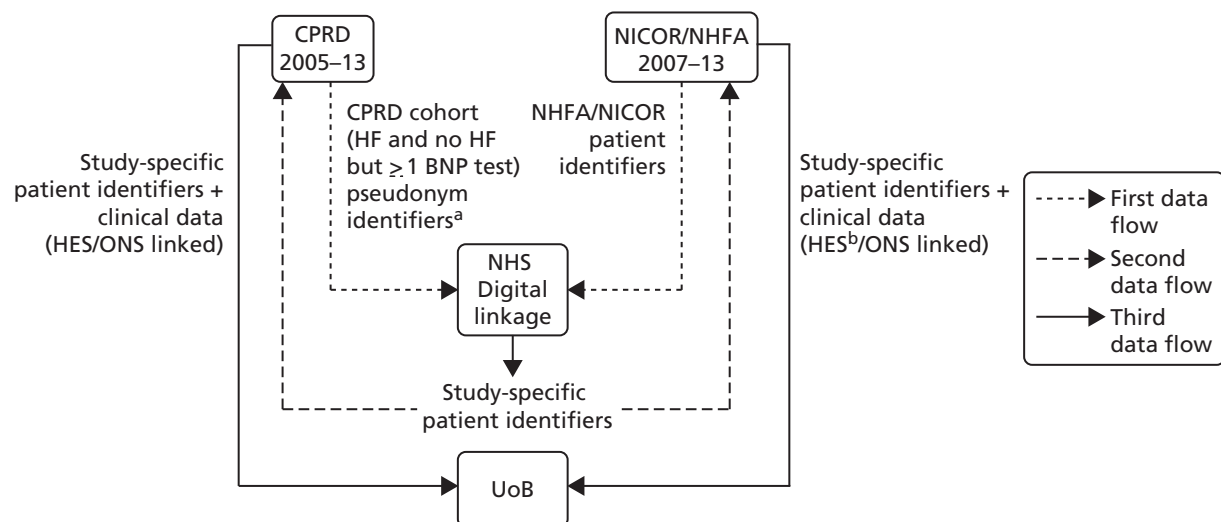 CPRD
2005–13
NICOR/NHFA
2007–13
CPRD cohort
(HF and no HF
but ≥1 BNP test)
pseudonym
identifiersᵃ
NHFA/NICOR
patient
identifiers
Study-specific
patient identifiers +
clinical data
(HES/ONS linked)
Study-specific
patient identifiers +
clinical data
(HESᵇ/ONS linked)
NHS
Digital
linkage
Study-specific
patient identifiers
UoB
First data
flow
Second
data flow
Third
data flow